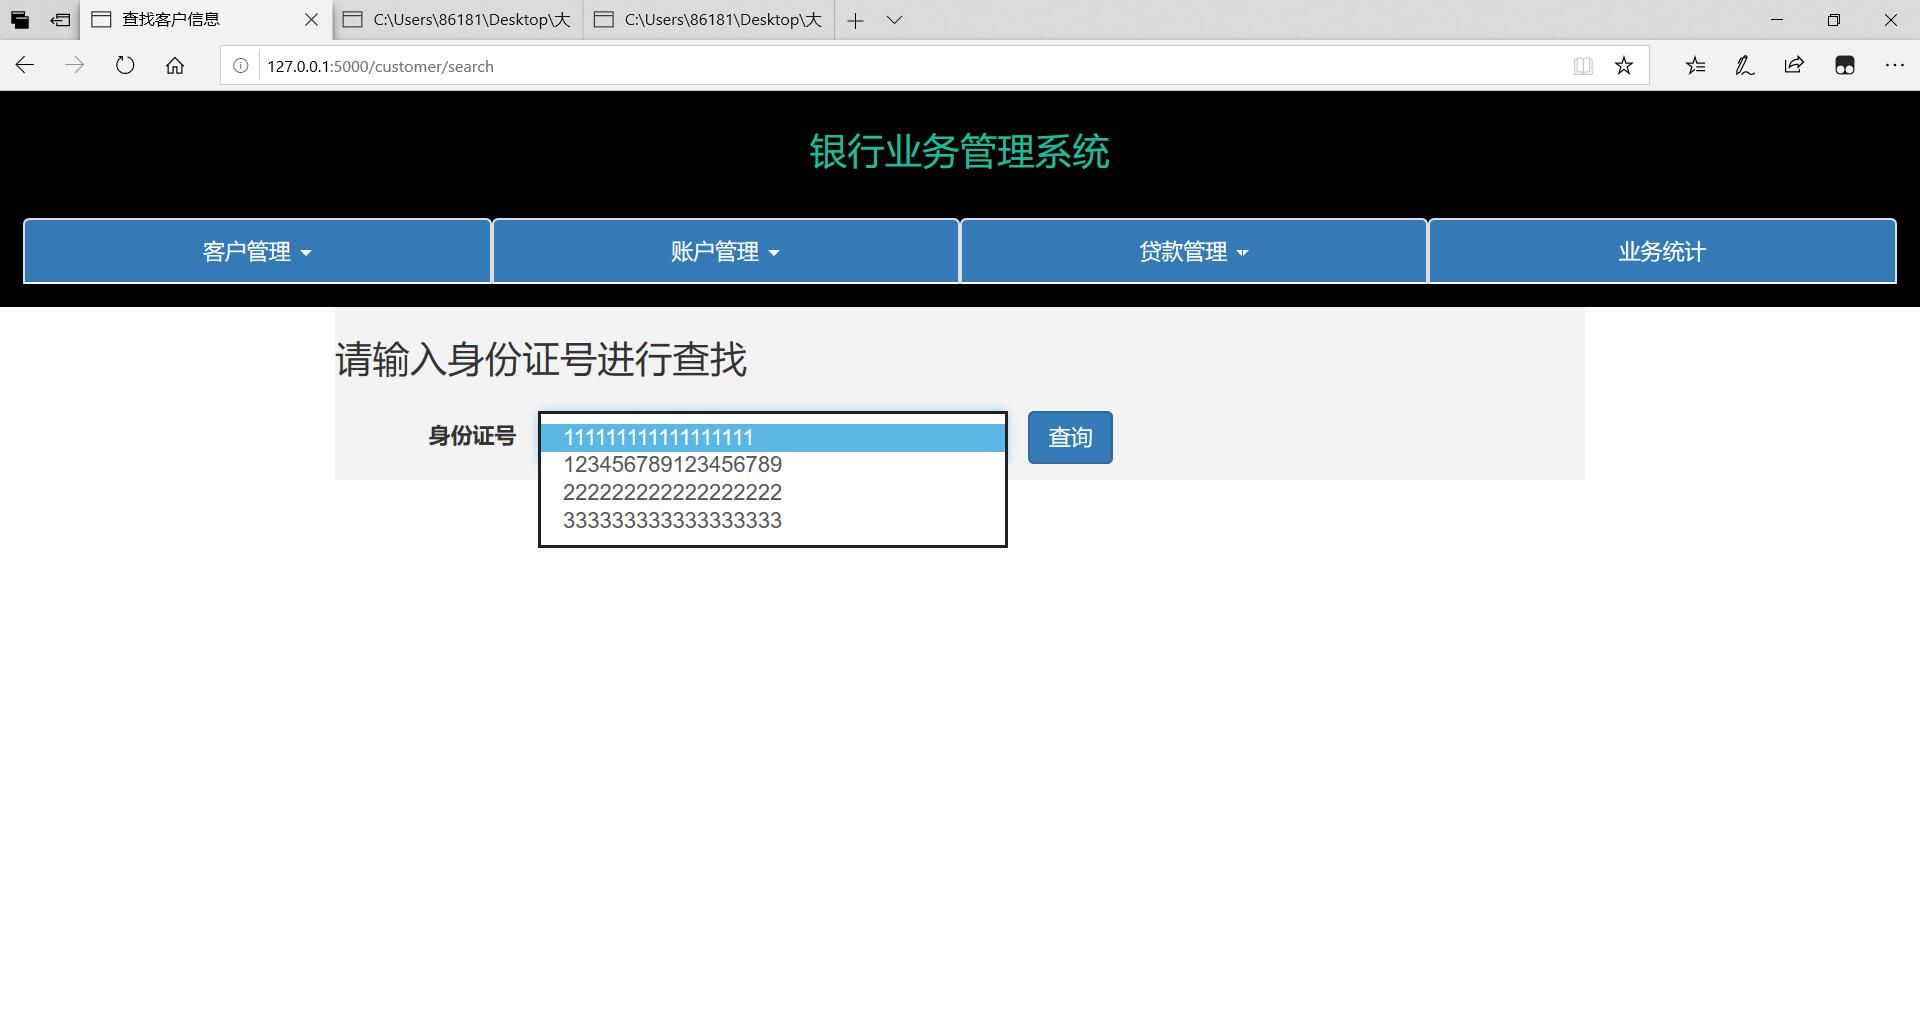 查找客户信息
C:\Users\86181\Desktop\大
C:\Users\86181\Desktop\大
127.0.0.1:5000/customer/search
银行业务管理系统
客户管理
账户管理
贷款管理
业务统计
请输入身份证号进行查找
身份证号
111111111111111111
查询
123456789123456789
222222222222222222
333333333333333333